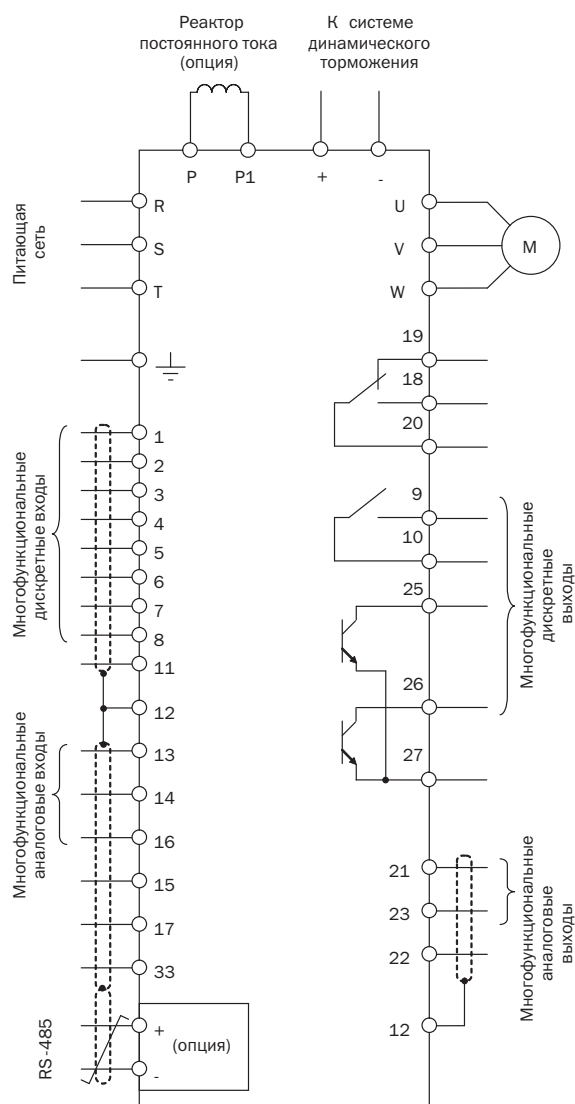 Реактор
постоянного тока
(опция)
К системе
динамического
торможения
P
P1
+
-
Питающая
сеть
R
S
T
U
V
W
M
19
18
20
Многофункциональные
дискретные входы
1
2
3
4
5
6
7
8
11
12
9
10
25
26
27
Многофункциональные
дискретные
выходы
Многофункциональные
аналоговые входы
13
14
16
15
17
33
21
23
22
12
Многофункциональные
аналоговые
выходы
RS-485
+
(опция)
-